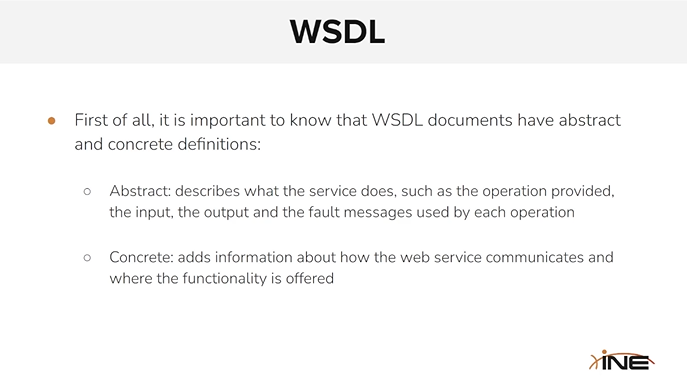 WSDL
First of all, it is important to know that WSDL documents have abstract
and concrete definitions:
Abstract: describes what the service does, such as the operation provided,
the input, the output and the fault messages used by each operation
Concrete: adds information about how the web service communicates and
where the functionality is offered
INE